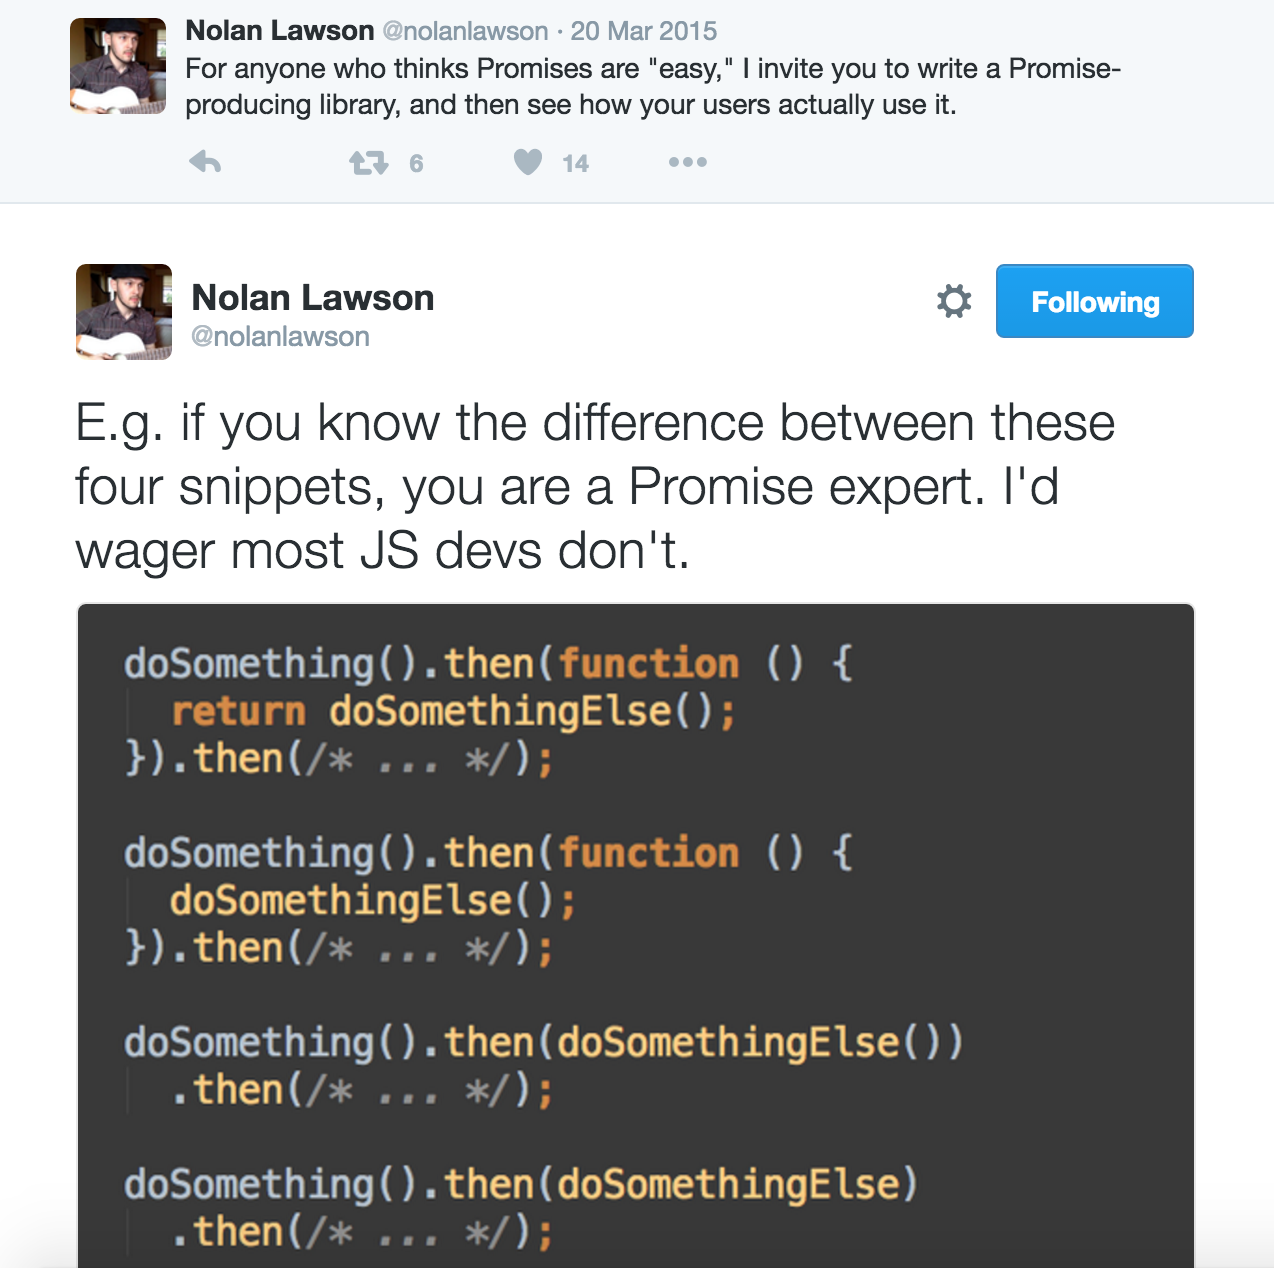 Nolan Lawson @nolanlawson · 20 Mar 2015
For anyone who thinks Promises are "easy," I invite you to write a Promise-
producing library, and then see how your users actually use it.
6 14
Nolan Lawson
@nolanlawson
Following
E.g. if you know the difference between these
four snippets, you are a Promise expert. I'd
wager most JS devs don't.
doSomething().then(function () {
  return doSomethingElse();
}).then(/* ... */);
doSomething().then(function () {
  doSomethingElse();
}).then(/* ... */);
doSomething().then(doSomethingElse())
  .then(/* ... */);
doSomething().then(doSomethingElse)
  .then(/* ... */);